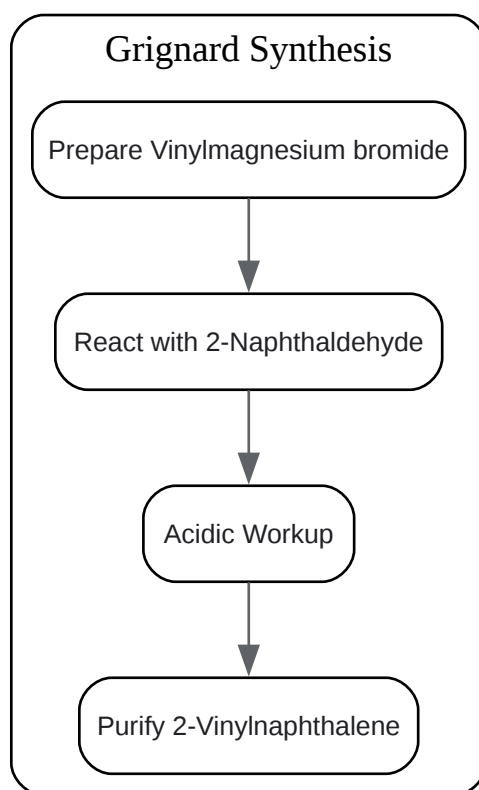 Grignard Synthesis
Prepare Vinylmagnesium bromide
React with 2-Naphthaldehyde
Acidic Workup
Purify 2-Vinylnaphthalene